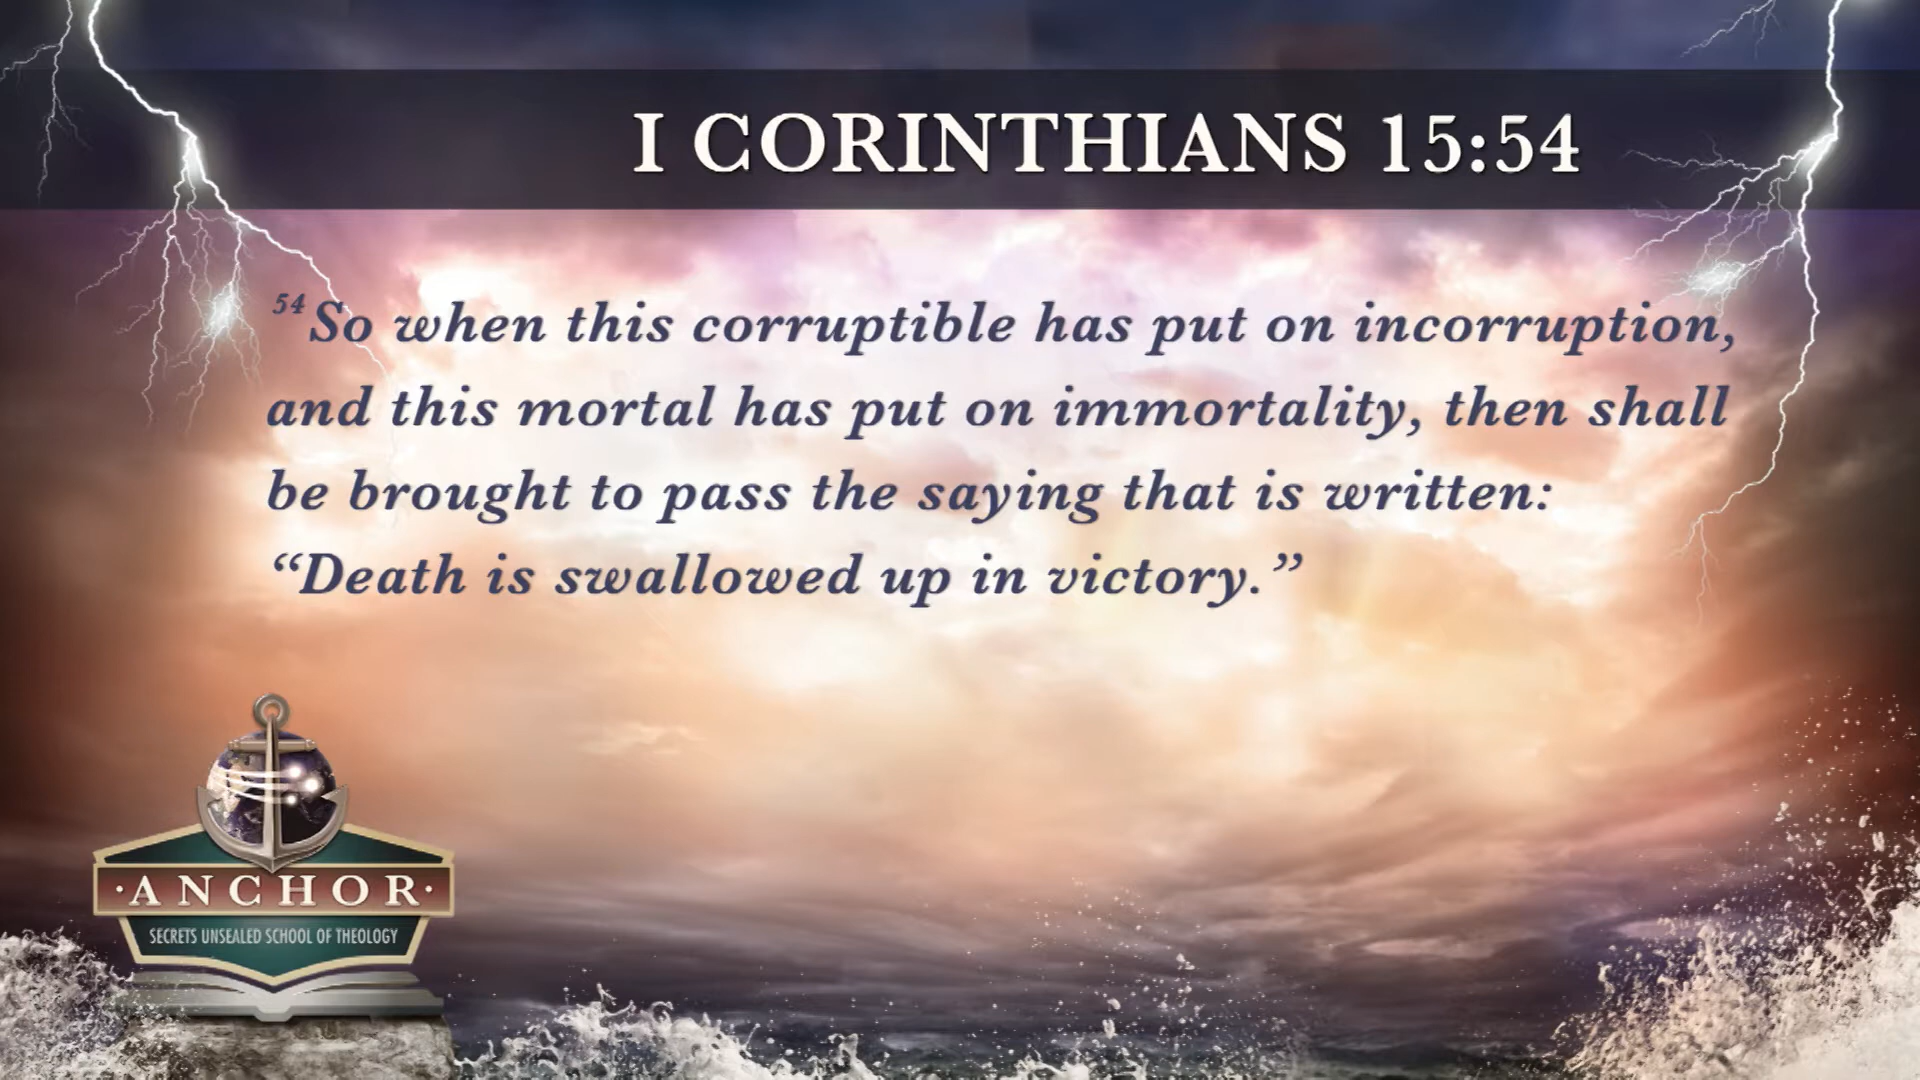 I CORINTHIANS 15:54
54 So when this corruptible has put on incorruption,
and this mortal has put on immortality, then shall
be brought to pass the saying that is written:
“Death is swallowed up in victory.”
·ANCHOR·
SECRETS UNSEALED SCHOOL OF THEOLOGY